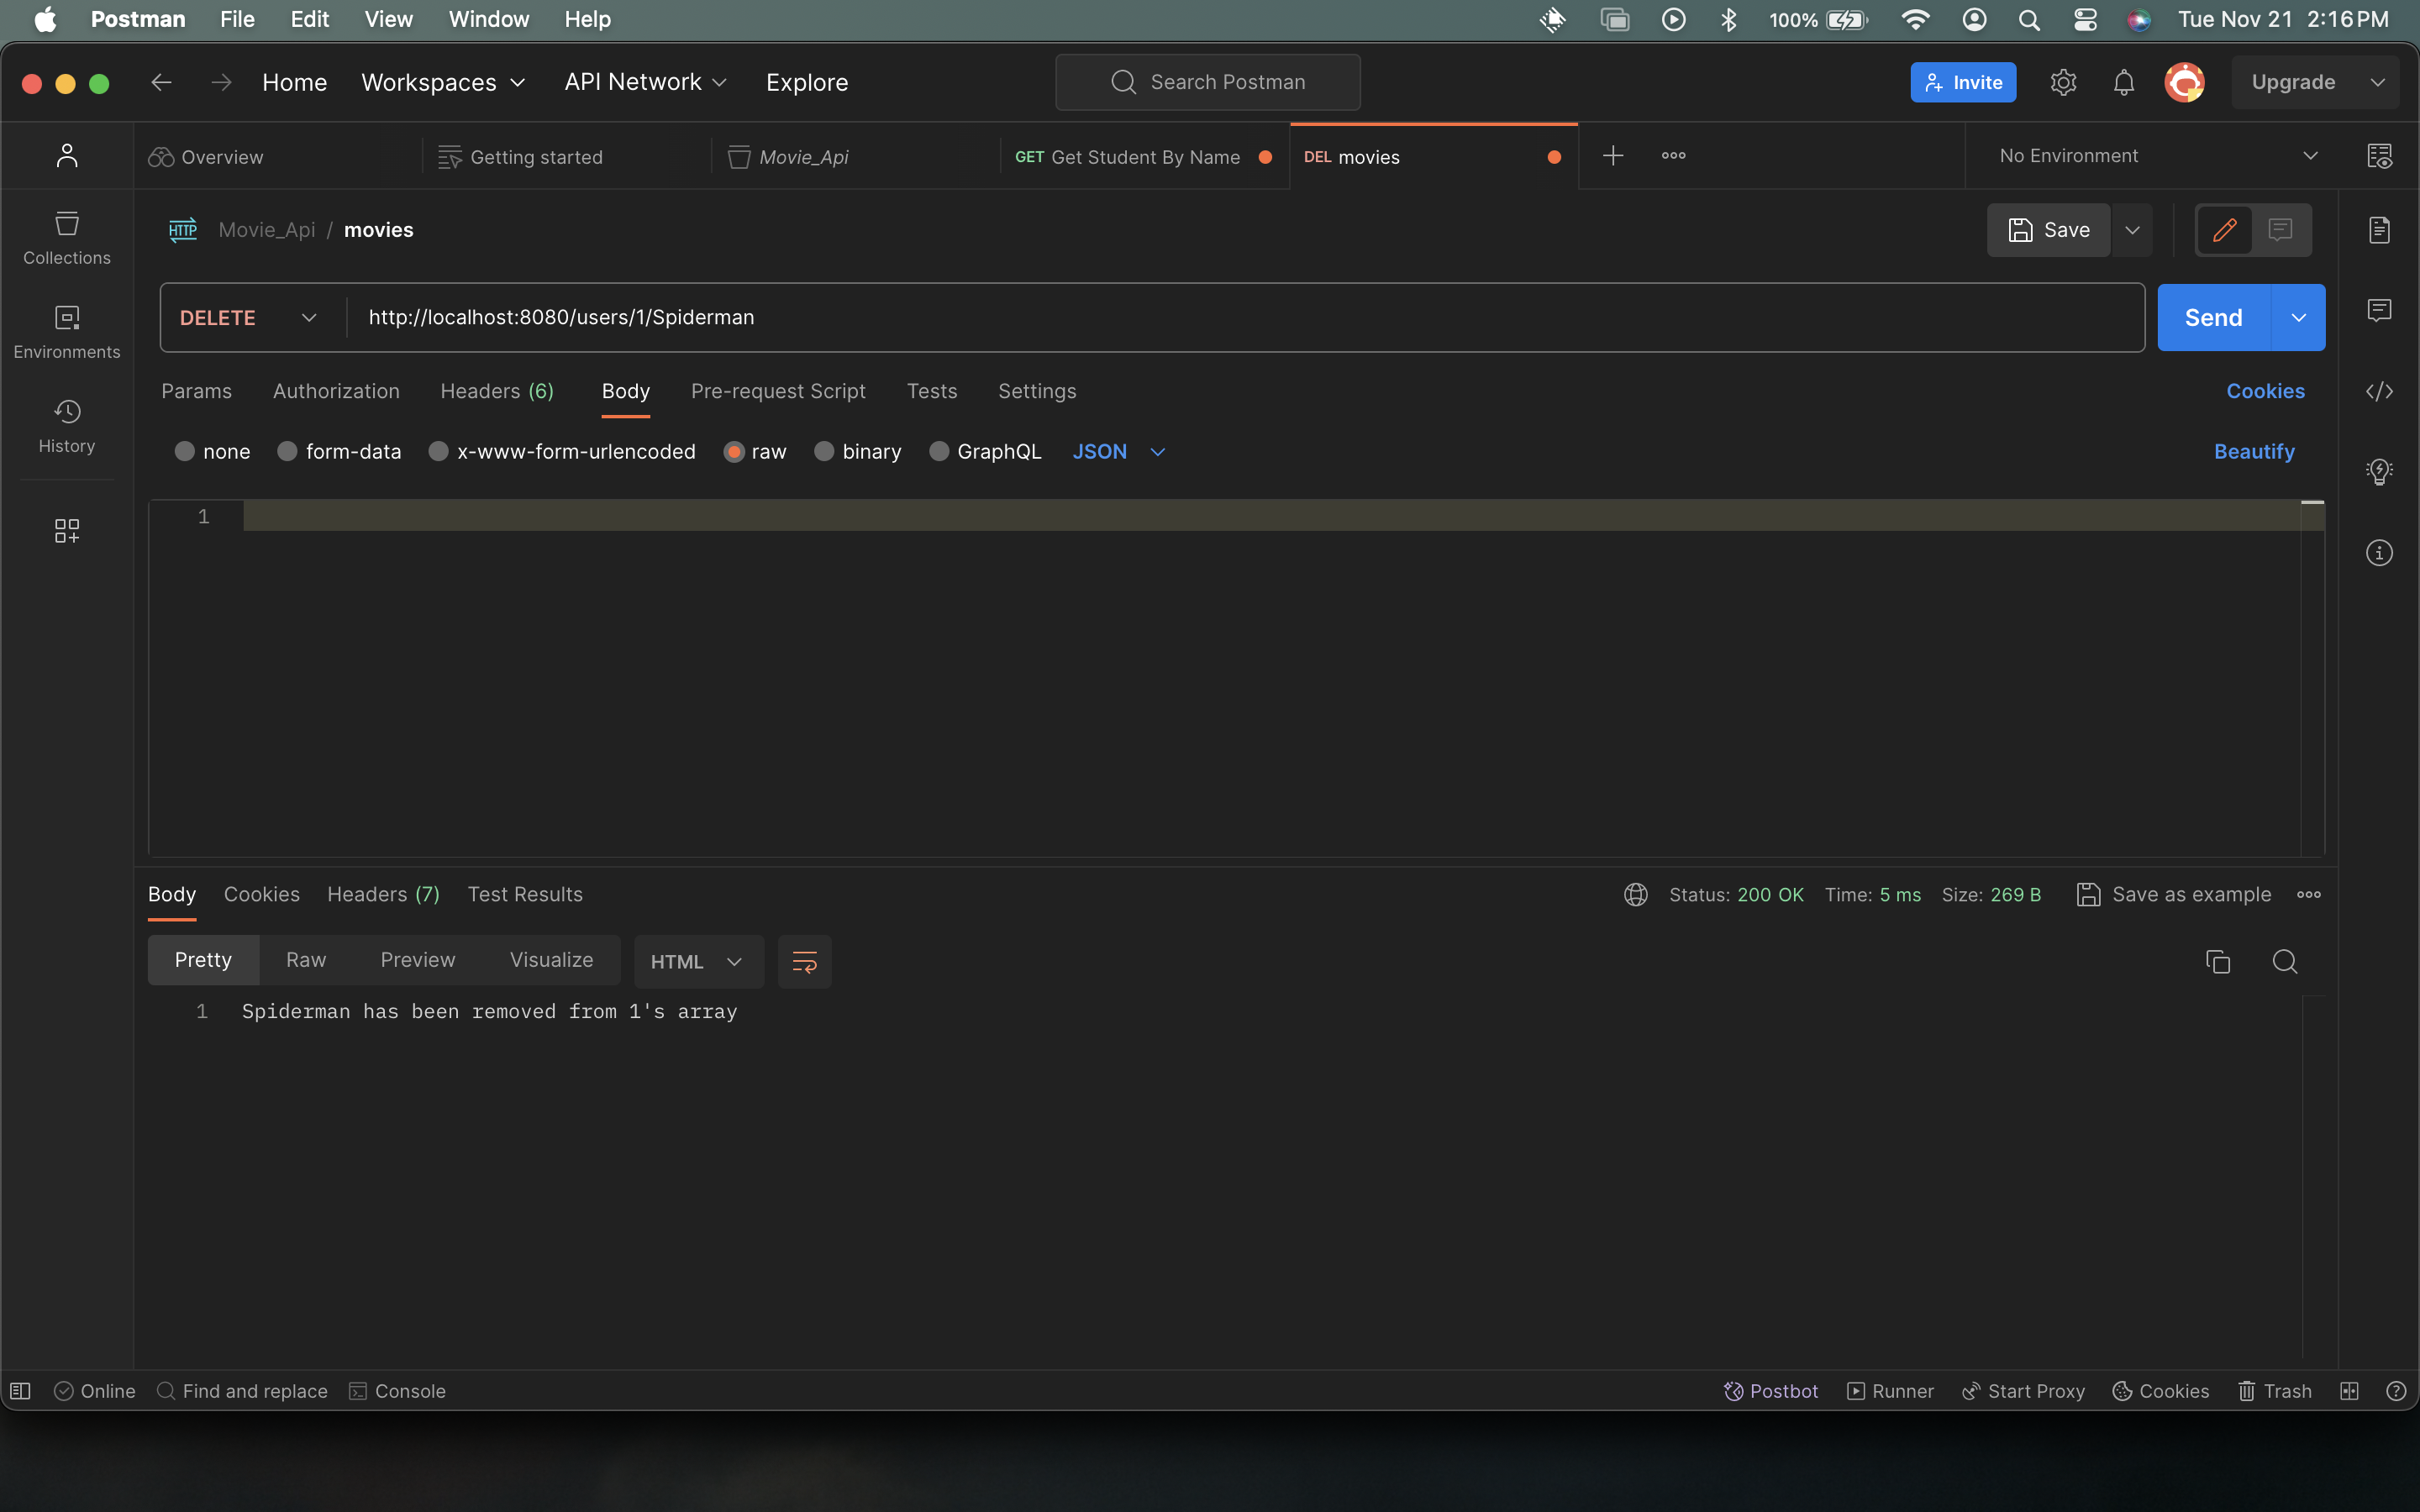 Postman File Edit View Window Help 100% Tue Nov 21 2:16 PM
Home Workspaces API Network Explore Search Postman Invite Upgrade
Overview Getting started Movie_Api GET Get Student By Name DEL movies No Environment
HTTP Movie_Api / movies Save
Collections
DELETE http://localhost:8080/users/1/Spiderman Send
Environments
Params Authorization Headers (6) Body Pre-request Script Tests Settings Cookies
History
none form-data x-www-form-urlencoded raw binary GraphQL JSON Beautify
1
Body Cookies Headers (7) Test Results Status: 200 OK Time: 5 ms Size: 269 B Save as example
Pretty Raw Preview Visualize HTML
1 Spiderman has been removed from 1's array
Online Find and replace Console Postbot Runner Start Proxy Cookies Trash